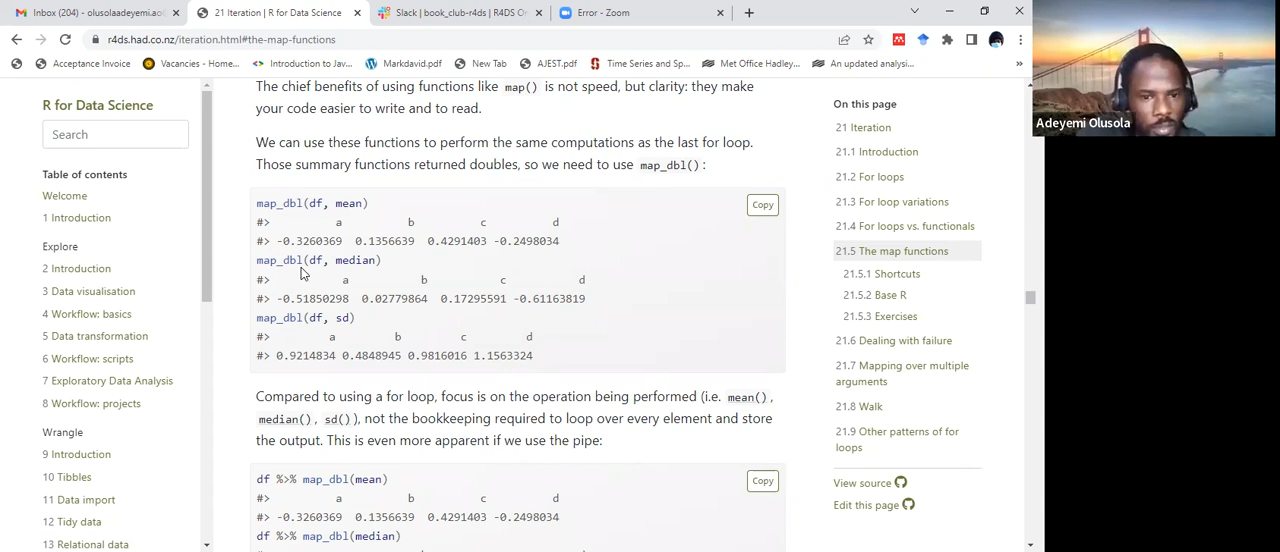 Inbox (204) - olusolaadeyemi.ao
21 Iteration | R for Data Science
Slack | book_club-r4ds | R4DS O
Error - Zoom
r4ds.had.co.nz/iteration.html#the-map-functions
Acceptance Invoice
Vacancies - Home...
Introduction to Jav...
Markdavid.pdf
New Tab
AJEST.pdf
Time Series and Sp...
Met Office Hadley...
An updated analysi...
»
R for Data Science
Search
Table of contents
Welcome
1 Introduction
Explore
2 Introduction
3 Data visualisation
4 Workflow: basics
5 Data transformation
6 Workflow: scripts
7 Exploratory Data Analysis
8 Workflow: projects
Wrangle
9 Introduction
10 Tibbles
11 Data import
12 Tidy data
13 Relational data
The chief benefits of using functions like map() is not speed, but clarity: they make
your code easier to write and to read.
We can use these functions to perform the same computations as the last for loop.
Those summary functions returned doubles, so we need to use map_dbl():
Copy
map_dbl(df, mean)
#> a b c d
#> -0.3260369 0.1356639 0.4291403 -0.2498034
map_dbl(df, median)
#> a b c d
#> -0.51850298 0.02779864 0.17295591 -0.61163819
map_dbl(df, sd)
#> a b c d
#> 0.9214834 0.4848945 0.9816016 1.1563324
Compared to using a for loop, focus is on the operation being performed (i.e. mean(),
median(), sd()), not the bookkeeping required to loop over every element and store
the output. This is even more apparent if we use the pipe:
Copy
df %>% map_dbl(mean)
#> a b c d
#> -0.3260369 0.1356639 0.4291403 -0.2498034
df %>% map_dbl(median)
On this page
21 Iteration
21.1 Introduction
21.2 For loops
21.3 For loop variations
21.4 For loops vs. functionals
21.5 The map functions
21.5.1 Shortcuts
21.5.2 Base R
21.5.3 Exercises
21.6 Dealing with failure
21.7 Mapping over multiple
arguments
21.8 Walk
21.9 Other patterns of for
loops
View source
Edit this page
Adeyemi Olusola